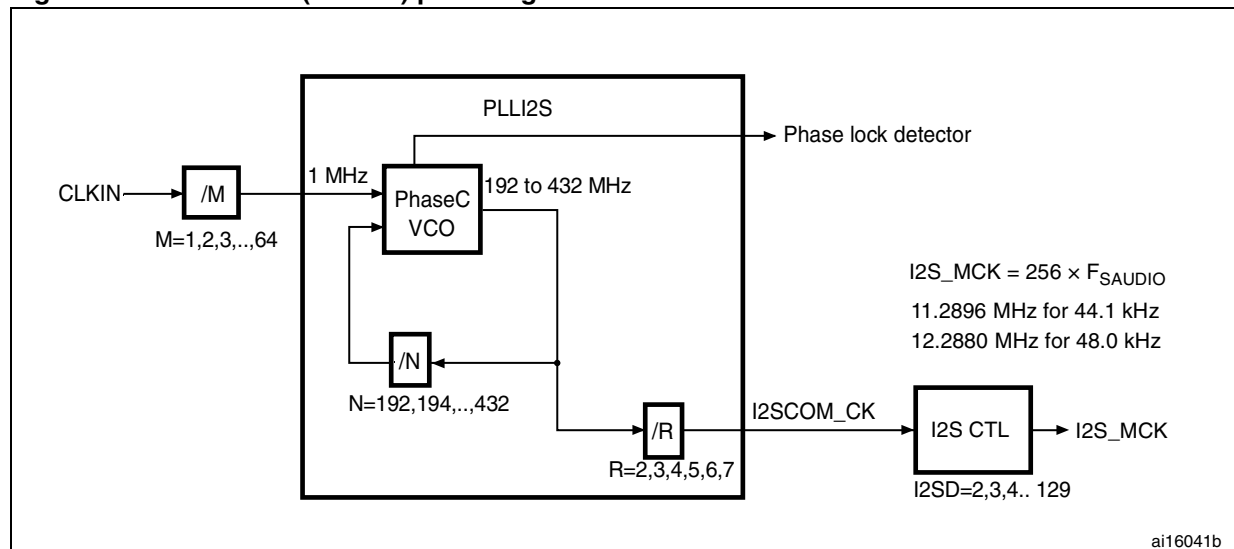 PLLI2S
Phase lock detector
CLKIN
/M
1 MHz
PhaseC
VCO
192 to 432 MHz
M=1,2,3,..,64
I2S_MCK = 256 × FSAUDIO
11.2896 MHz for 44.1 kHz
12.2880 MHz for 48.0 kHz
/N
N=192,194,..,432
/R
I2SCOM_CK
I2S CTL
I2S_MCK
R=2,3,4,5,6,7
I2SD=2,3,4.. 129
ai16041b